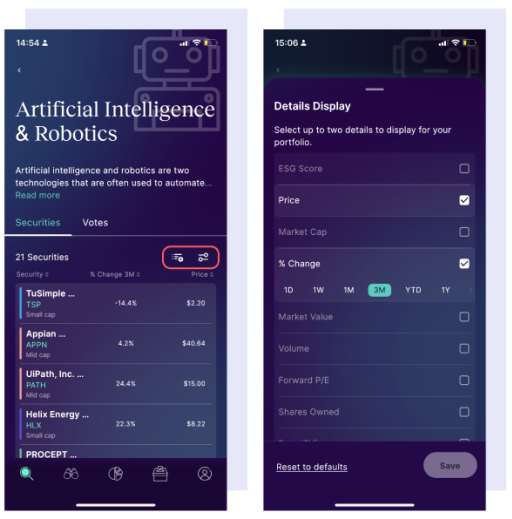 14:54
Artificial Intelligence
& Robotics
Artificial intelligence and robotics are two
technologies that are often used to automate...
Read more
Securities Votes
21 Securities
Security % Change 3M Price
TuSimple ...
TSP -14.4% $2.20
Small cap
Appian ...
APPN 4.2% $40.64
Mid cap
UiPath, Inc. ...
PATH 24.4% $15.00
Mid cap
Helix Energy ...
HLX 22.3% $8.22
Small cap
PROCEPT ...
15:06
Details Display
Select up to two details to display for your
portfolio.
ESG Score
Price
Market Cap
% Change
1D 1W 1M 3M YTD 1Y
Market Value
Volume
Forward P/E
Shares Owned
Reset to defaults Save